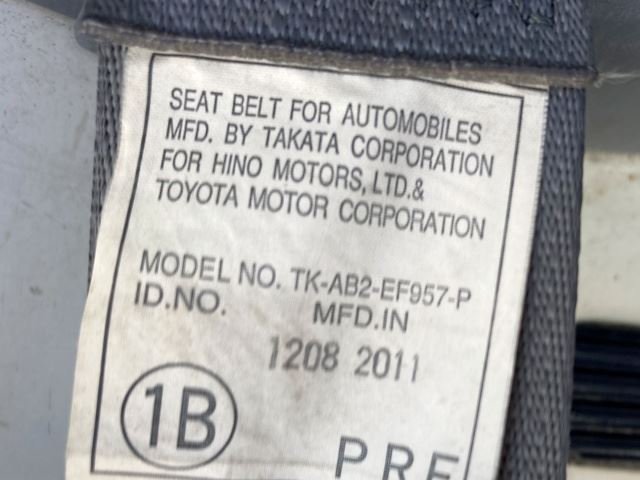 SEAT BELT FOR AUTOMOBILES
MFD. BY TAKATA CORPORATION
FOR HINO MOTORS, LTD.&
TOYOTA MOTOR CORPORATION
MODEL NO. TK-AB2-EF957-P
ID.NO. MFD.IN
1208 2011
1B
PRE